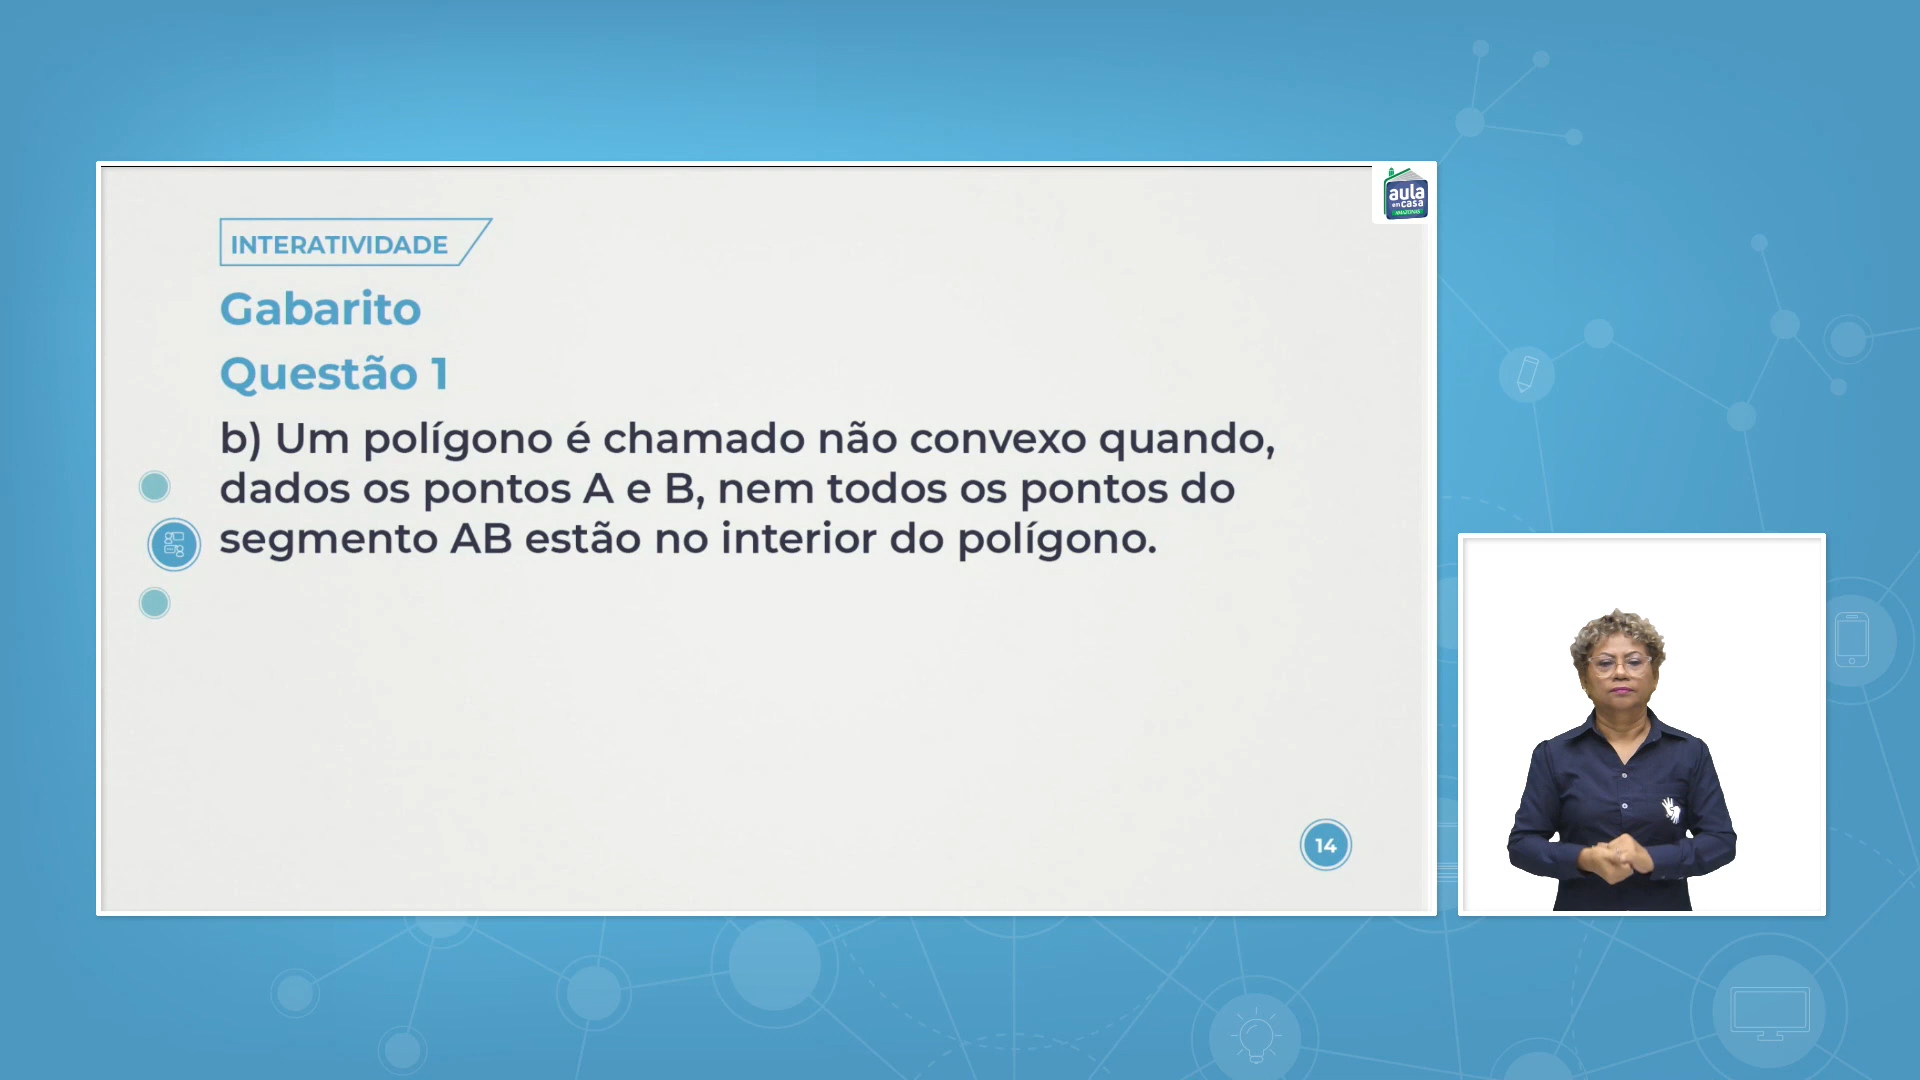 aula
em casa
AMAZONAS
INTERATIVIDADE
Gabarito
Questão 1
b) Um polígono é chamado não convexo quando,
dados os pontos A e B, nem todos os pontos do
segmento AB estão no interior do polígono.
14